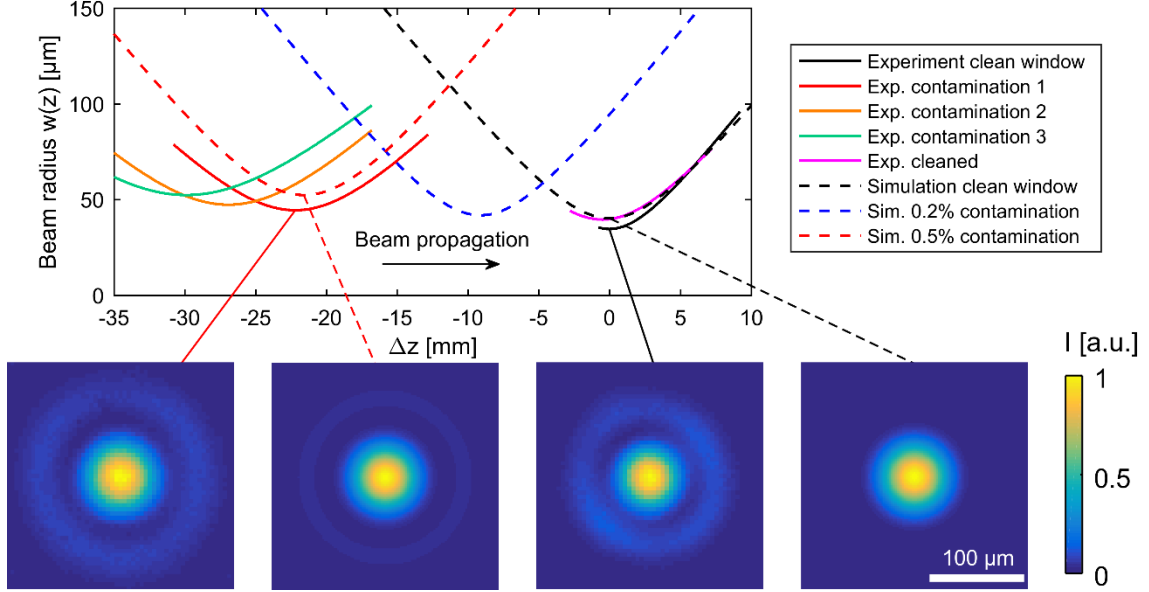 150
100
50
0
Beam radius w(z) [µm]
Beam propagation
-35 -30 -25 -20 -15 -10 -5 0 5 10
Δz [mm]
Experiment clean window
Exp. contamination 1
Exp. contamination 2
Exp. contamination 3
Exp. cleaned
Simulation clean window
Sim. 0.2% contamination
Sim. 0.5% contamination
I [a.u.]
1
0.5
0
100 µm